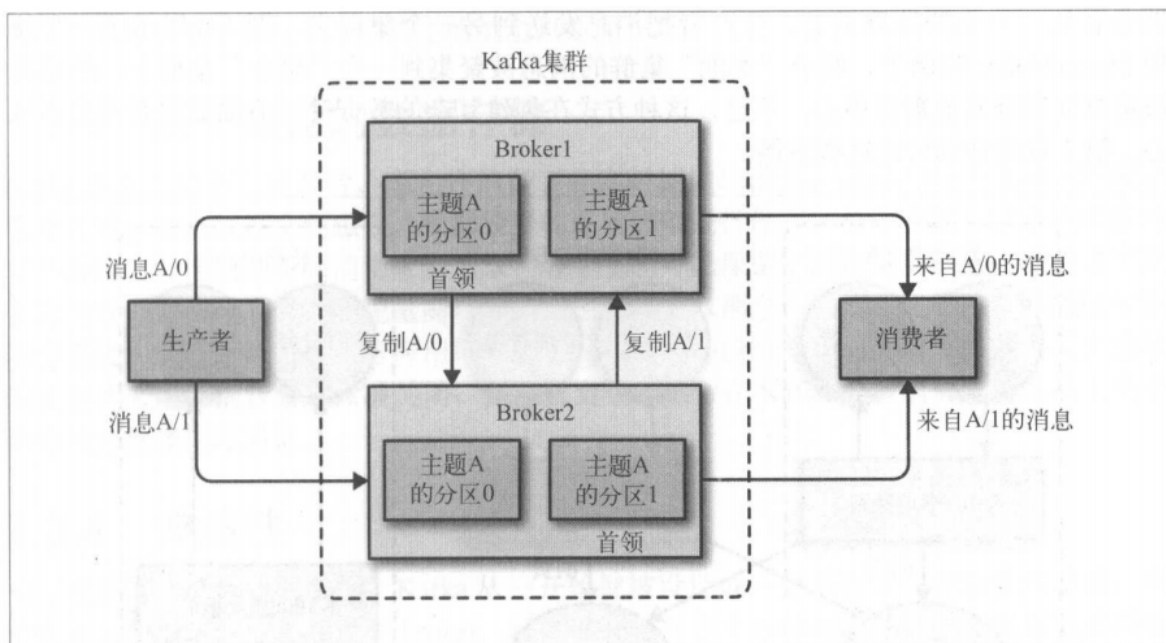 Kafka集群
Broker1
主题A
的分区0
主题A
的分区1
首领
消息A/0
生产者
消息A/1
复制A/0
复制A/1
来自A/0的消息
消费者
来自A/1的消息
Broker2
主题A
的分区0
主题A
的分区1
首领